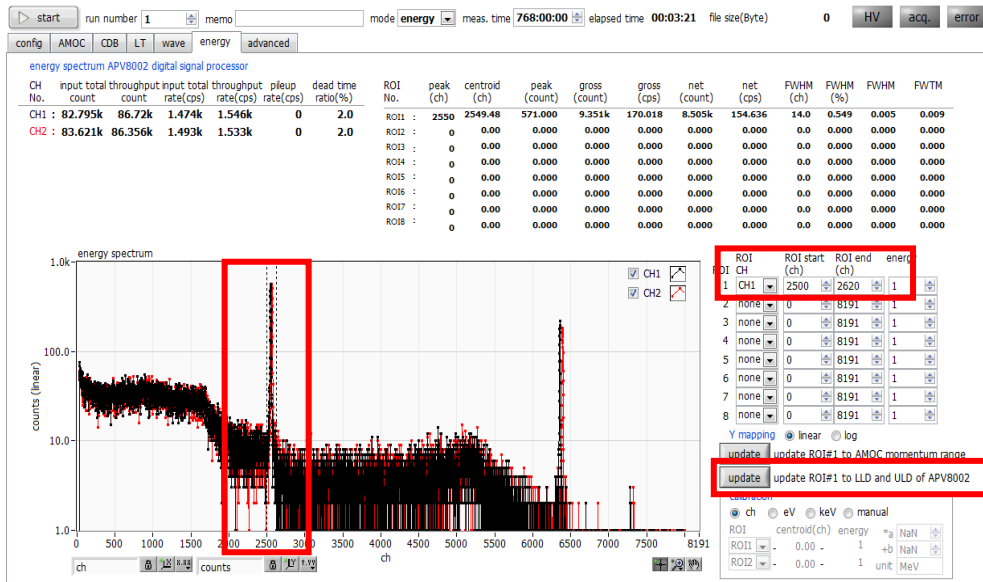 start run number 1 memo mode energy meas. time 768:00:00 elapsed time 00:03:21 file size(Byte) 0 HV acq. error
config AMOC CDB LT wave energy advanced
energy spectrum APV8002 digital signal processor
CH No. input total count throughput count input total rate(cps) throughput rate(cps) pileup rate(cps) dead time ratio(%)
CH1 : 82.795k 86.72k 1.474k 1.546k 0 2.0
CH2 : 83.621k 86.356k 1.493k 1.533k 0 2.0
ROI No. peak (ch) centroid (ch) peak (count) gross (count) gross (cps) net (count) net (cps) FWHM (ch) FWHM (%) FWHM FWTM
ROI1 : 2550 2549.48 571.000 9.351k 170.018 8.505k 154.636 14.0 0.549 0.005 0.009
ROI2 : 0 0.00 0.000 0.000 0.000 0.000 0.000 0.0 0.000 0.000 0.000
ROI3 : 0 0.00 0.000 0.000 0.000 0.000 0.000 0.0 0.000 0.000 0.000
ROI4 : 0 0.00 0.000 0.000 0.000 0.000 0.000 0.0 0.000 0.000 0.000
ROI5 : 0 0.00 0.000 0.000 0.000 0.000 0.000 0.0 0.000 0.000 0.000
ROI6 : 0 0.00 0.000 0.000 0.000 0.000 0.000 0.0 0.000 0.000 0.000
ROI7 : 0 0.00 0.000 0.000 0.000 0.000 0.000 0.0 0.000 0.000 0.000
ROI8 : 0 0.00 0.000 0.000 0.000 0.000 0.000 0.0 0.000 0.000 0.000
energy spectrum
CH1
CH2
counts (linear)
1.0k
100.0
10.0
1.0
0 500 1000 1500 2000 2500 3000 3500 4000 4500 5000 5500 6000 6500 7000 7500 8191
ch
ch counts
ROI ROI CH ROI start (ch) ROI end (ch) energy
1 CH1 2500 2620 1
2 none 0 8191 1
3 none 0 8191 1
4 none 0 8191 1
5 none 0 8191 1
6 none 0 8191 1
7 none 0 8191 1
8 none 0 8191 1
Y mapping linear log
update update ROI#1 to AMOC momentum range
update update ROI#1 to LLD and ULD of APV8002
calibration
ch eV keV manual
ROI centroid(ch) energy *a NaN
ROI1 - 0.00 - 1 +b NaN
ROI2 - 0.00 - 1 unit MeV